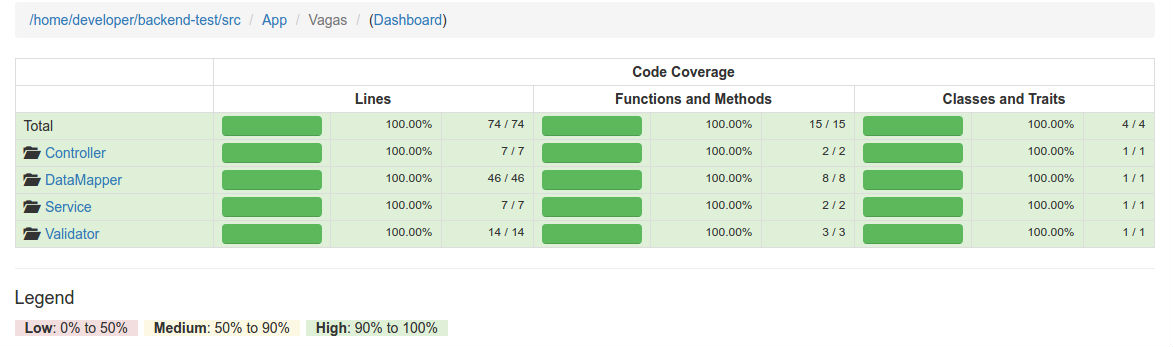 /home/developer/backend-test/src / App / Vagas / (Dashboard)
Code Coverage
Lines Functions and Methods Classes and Traits
Total 100.00% 74 / 74 100.00% 15 / 15 100.00% 4 / 4
Controller 100.00% 7 / 7 100.00% 2 / 2 100.00% 1 / 1
DataMapper 100.00% 46 / 46 100.00% 8 / 8 100.00% 1 / 1
Service 100.00% 7 / 7 100.00% 2 / 2 100.00% 1 / 1
Validator 100.00% 14 / 14 100.00% 3 / 3 100.00% 1 / 1
Legend
Low: 0% to 50% Medium: 50% to 90% High: 90% to 100%